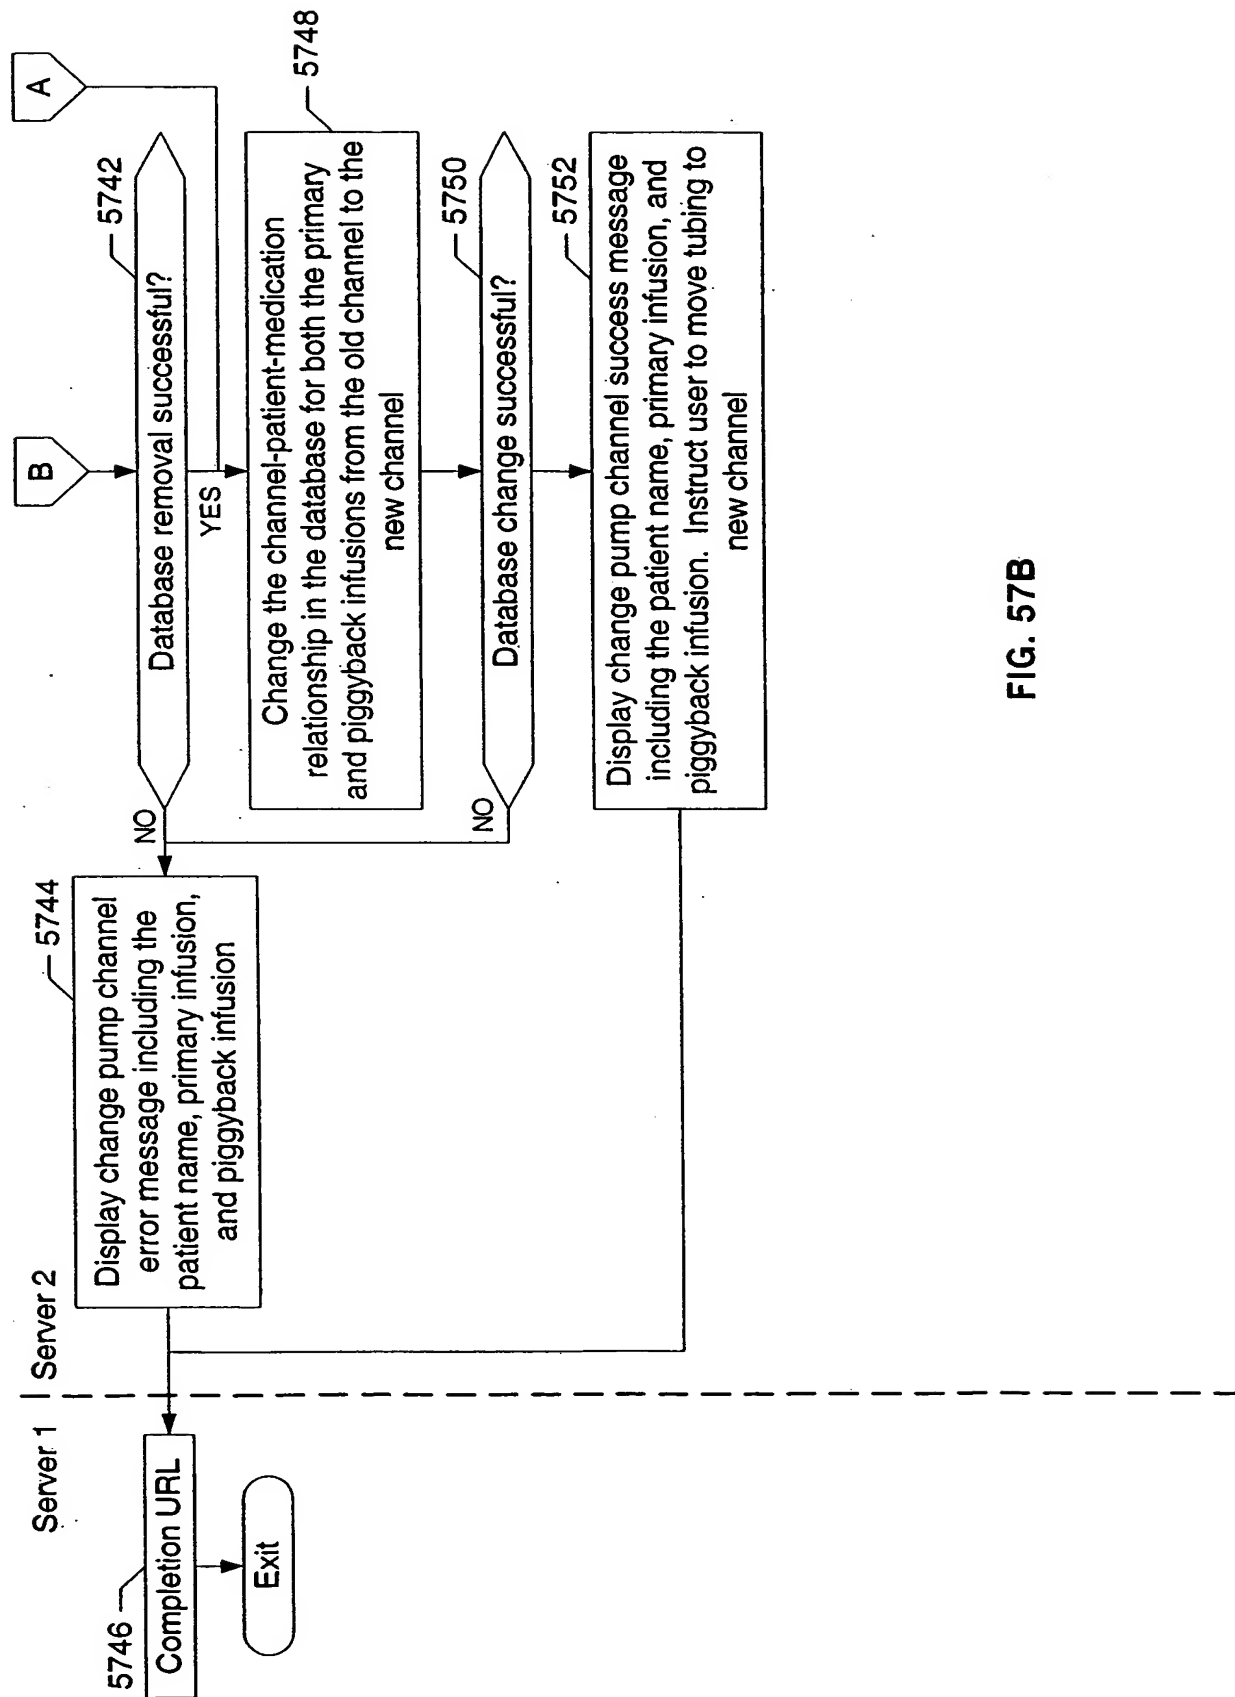 Server 1
Server 2
B
A
5742
Database removal successful?
YES
NO
5744
Display change pump channel
error message including the
patient name, primary infusion,
and piggyback infusion
5746
Completion URL
Exit
5748
Change the channel-patient-medication
relationship in the database for both the primary
and piggyback infusions from the old channel to the
new channel
5750
Database change successful?
NO
5752
Display change pump channel success message
including the patient name, primary infusion, and
piggyback infusion. Instruct user to move tubing to
new channel
FIG. 57B